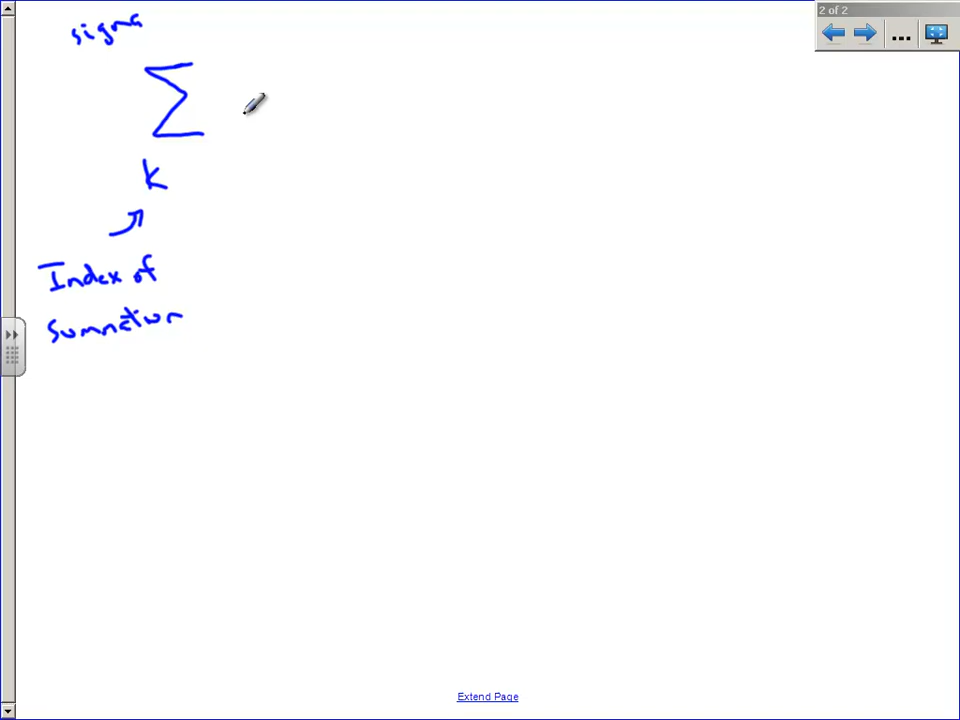 2 of 2
sigma
Σ
k
Index of
Summation
Extend Page